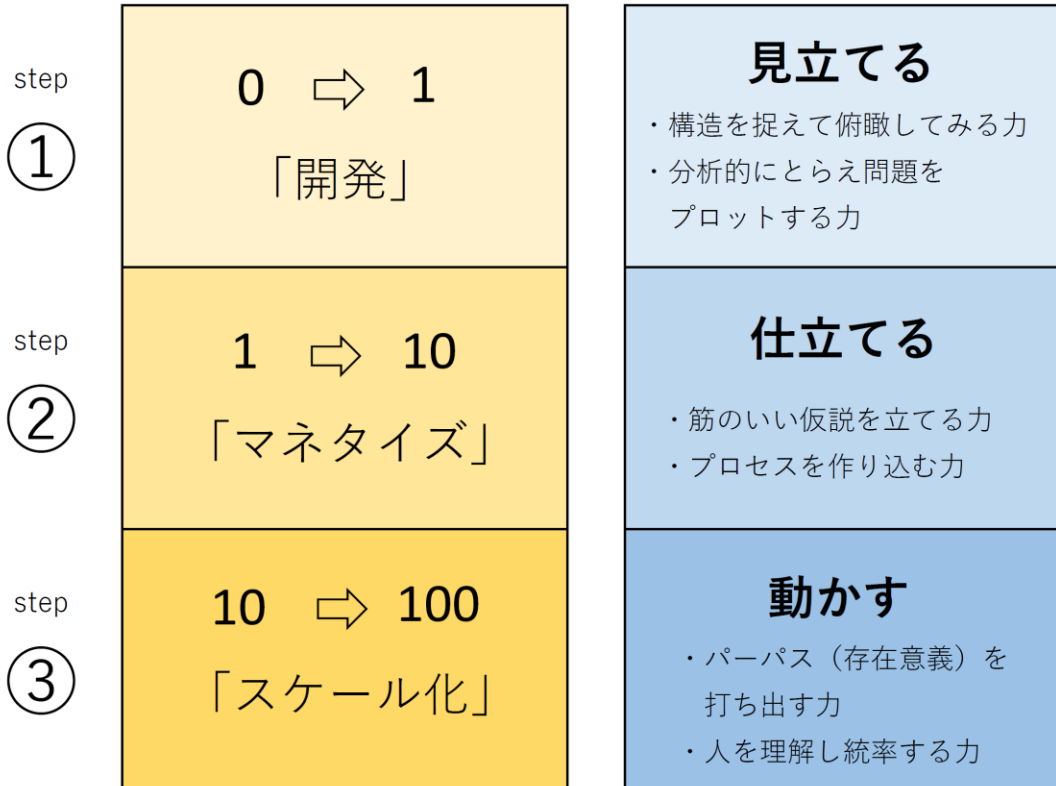 step
①
0 ⇨ 1
「開発」
見立てる
・構造を捉えて俯瞰してみる力
・分析的にとらえ問題を
プロットする力
step
②
1 ⇨ 10
「マネタイズ」
仕立てる
・筋のいい仮説を立てる力
・プロセスを作り込む力
step
③
10 ⇨ 100
「スケール化」
動かす
・パーパス（存在意義）を
打ち出す力
・人を理解し統率する力